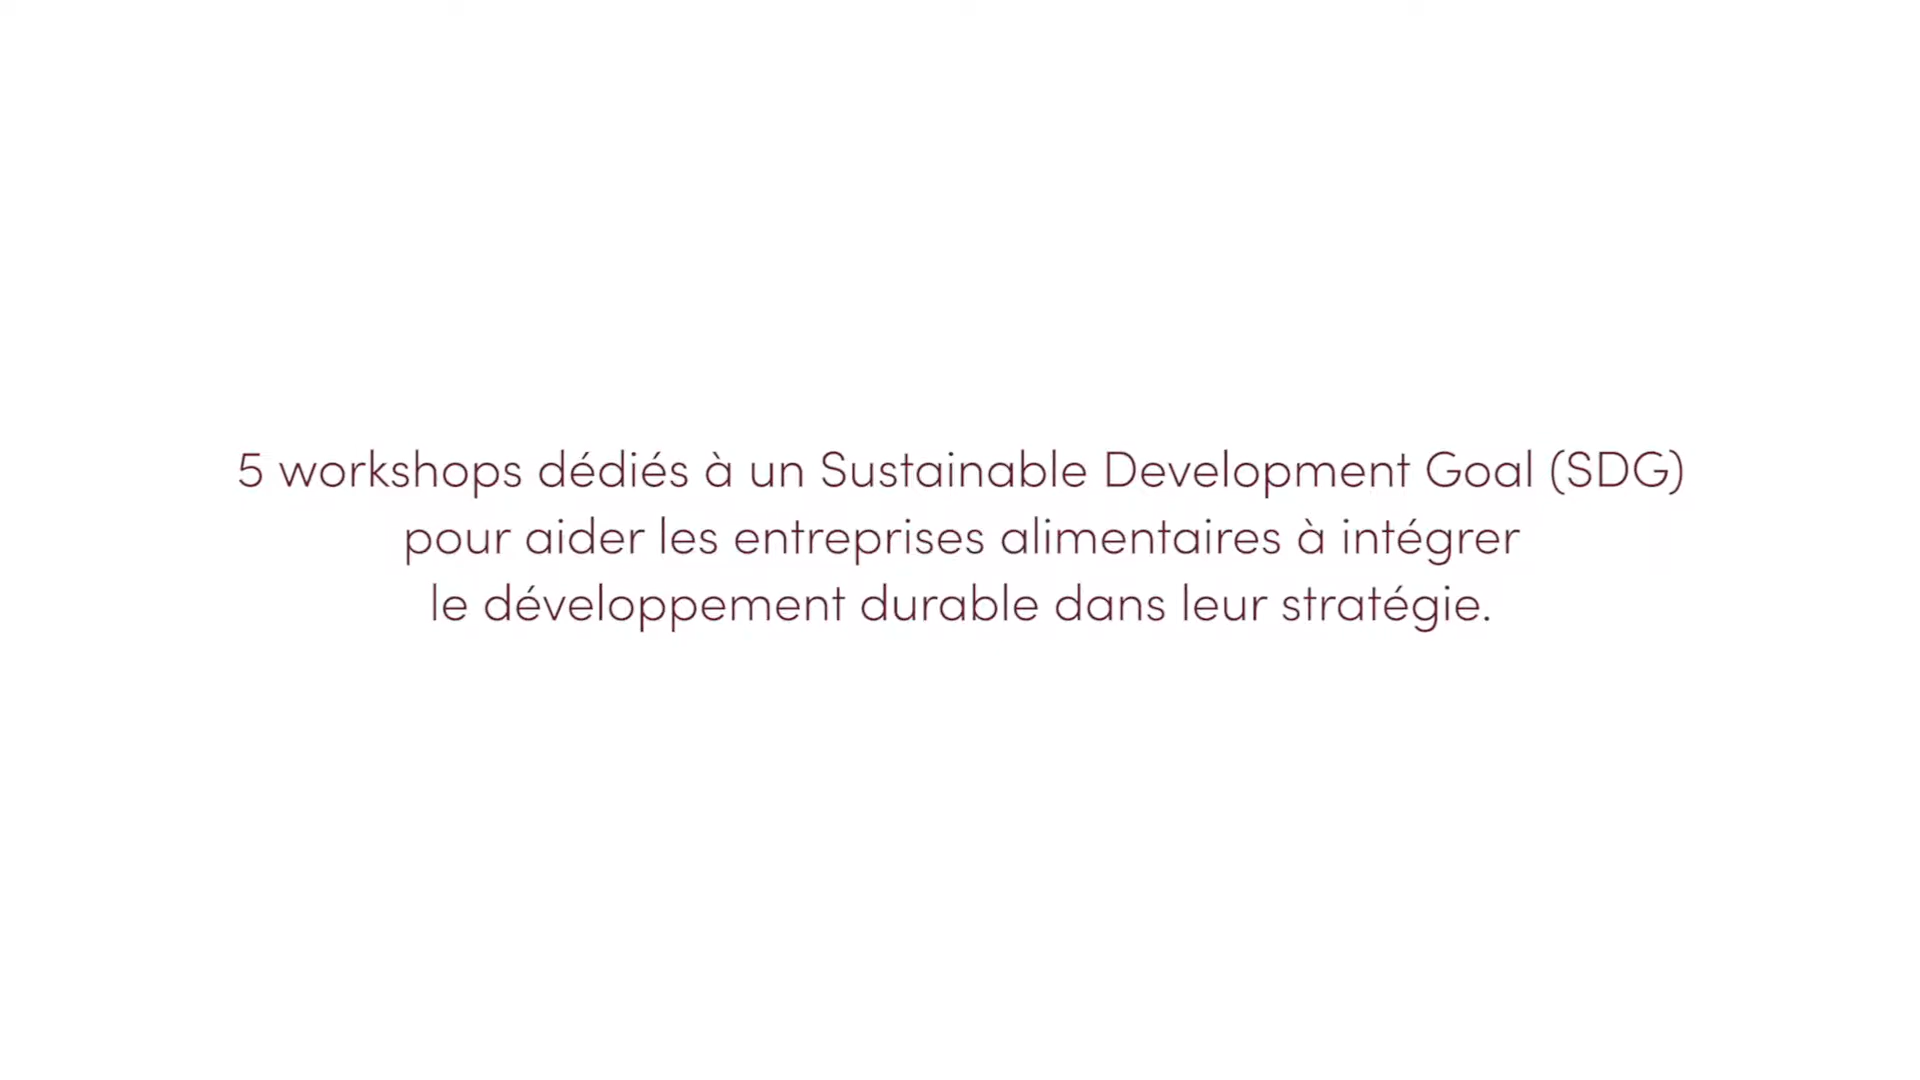 5 workshops dédiés à un Sustainable Development Goal (SDG)
pour aider les entreprises alimentaires à intégrer
le développement durable dans leur stratégie.